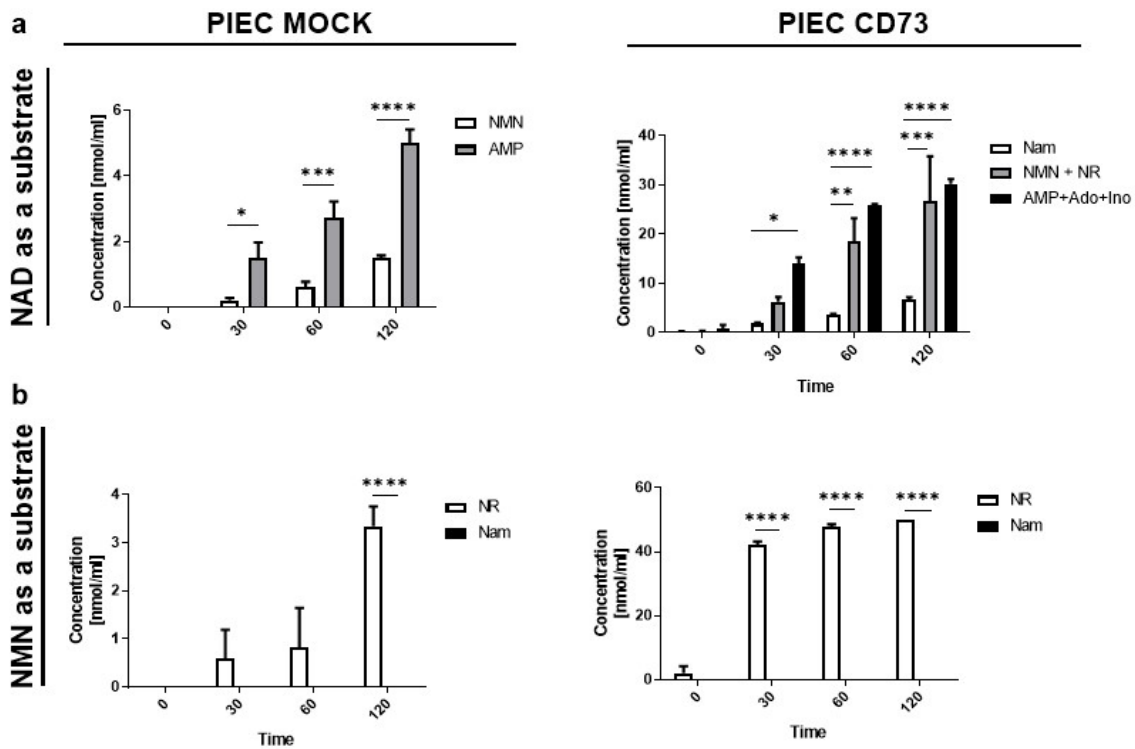 a
PIEC MOCK
PIEC CD73
NAD as a substrate
Concentration [nmol/ml]
6
4
2
0
*
***
****
0
30
60
120
NMN
AMP
Concentration [nmol/ml]
40
30
20
10
0
*
**
****
***
****
0
30
60
120
Time
Nam
NMN + NR
AMP+Ado+Ino
b
NMN as a substrate
Concentration
[nmol/ml]
4
3
2
1
0
****
0
30
60
120
Time
NR
Nam
Concentration
[nmol/ml]
60
40
20
0
****
****
****
0
30
60
120
Time
NR
Nam